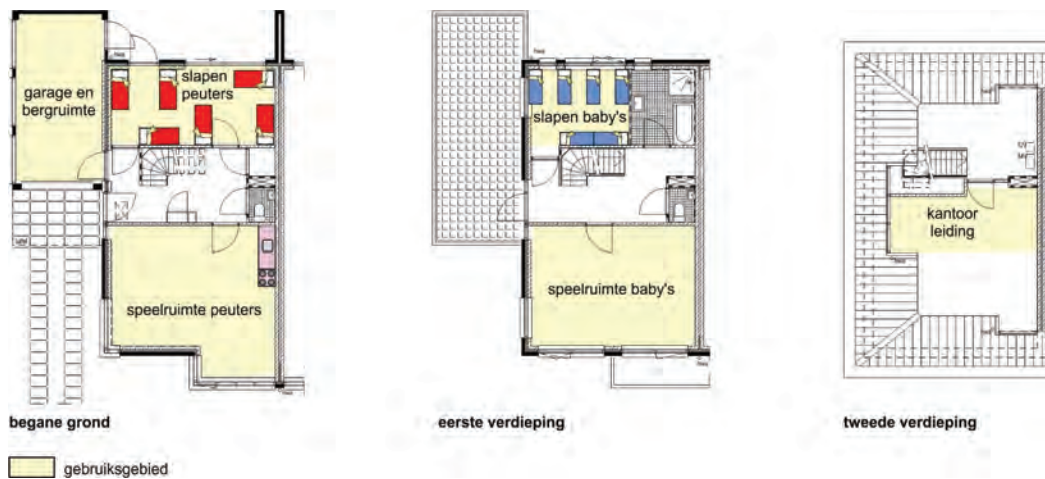 garage en
bergruimte
slapen
peuters
speelruimte peuters
slapen baby's
speelruimte baby's
kantoor
leiding
begane grond
eerste verdieping
tweede verdieping
gebruiksgebied